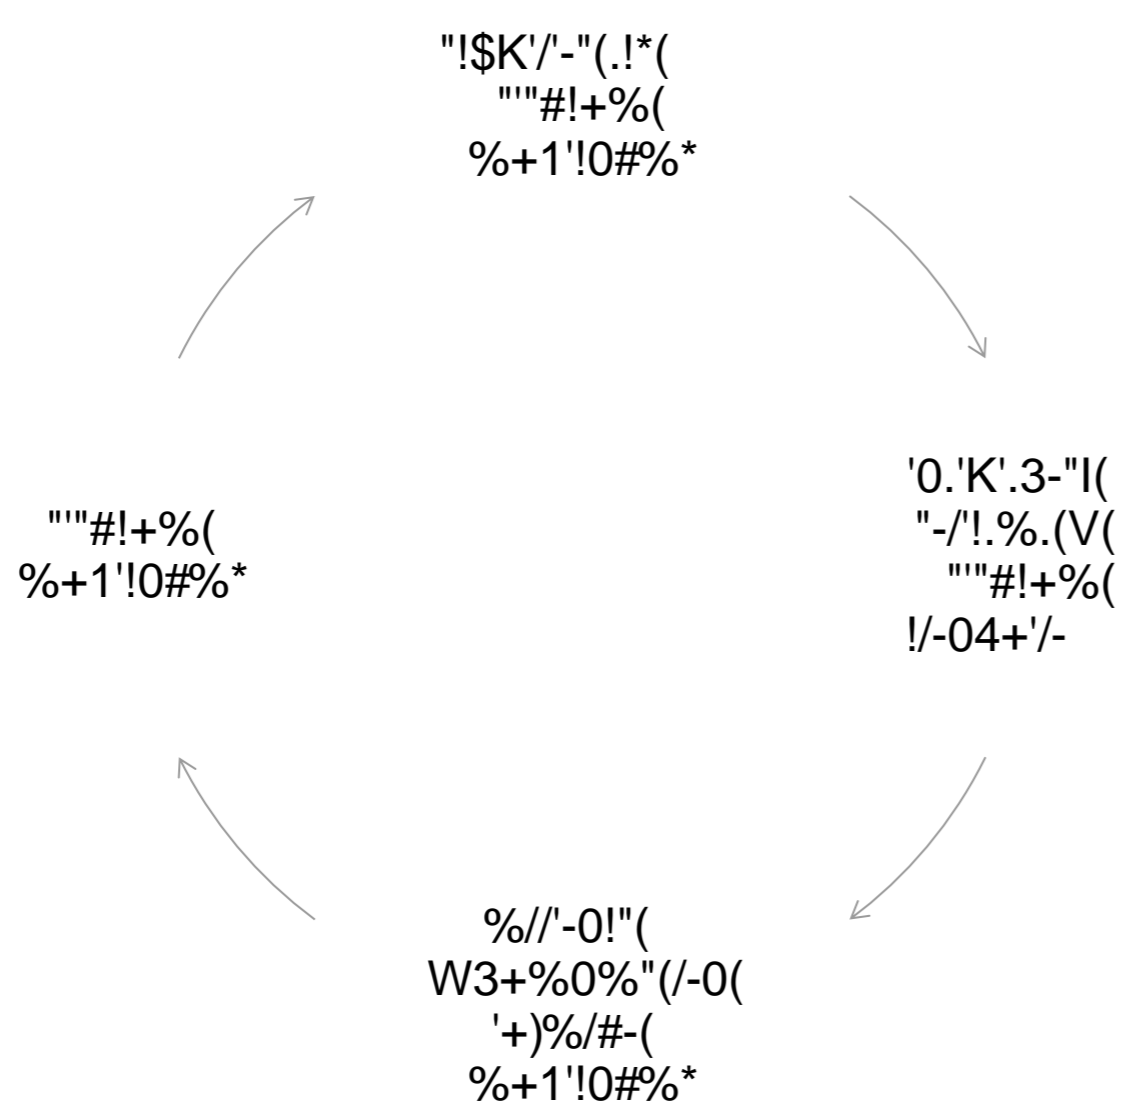 "!$K'/'-"(.!*(
"'"#!+%(
%+1'!0#%*
'0.'K'.3-"I(
"-/'!.%.(V(
"'"#!+%(
!/-04+'/-
%//'-0!"(
W3+%0%"(/-0(
'+)%/#-(
%+1'!0#%*
"'"#!+%(
%+1'!0#%*